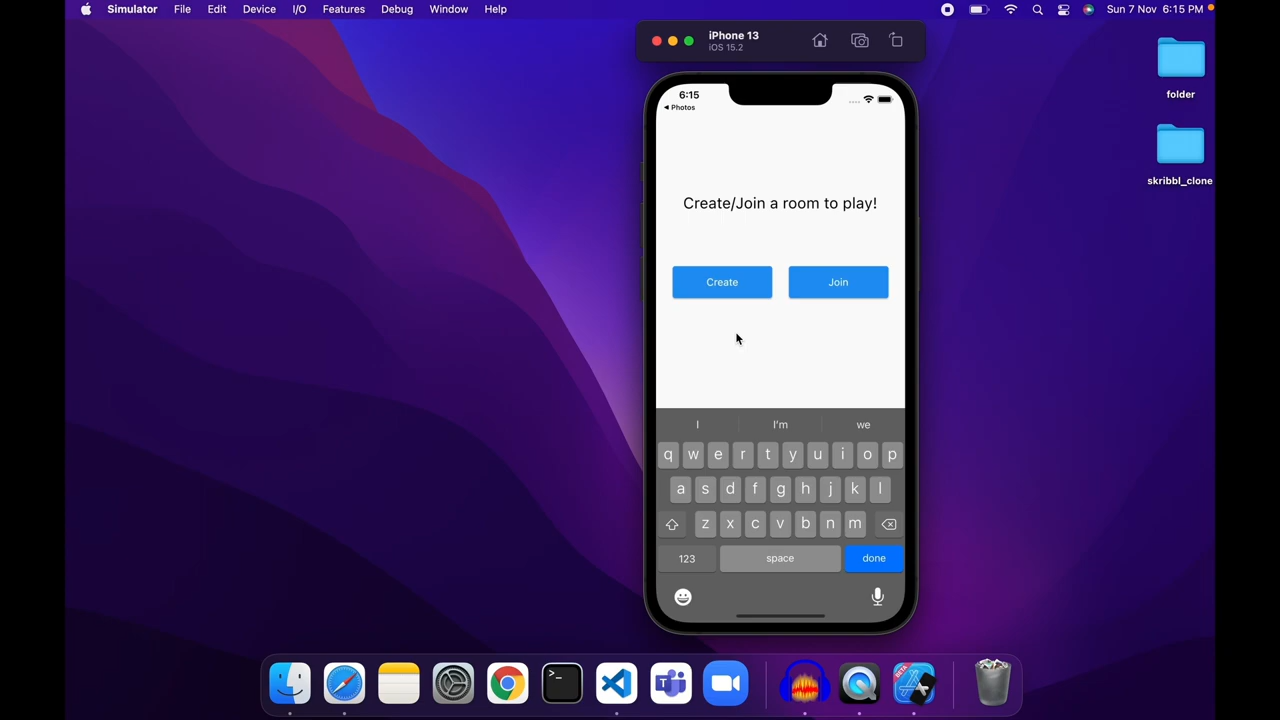 Simulator File Edit Device I/O Features Debug Window Help Sun 7 Nov 6:15 PM
iPhone 13
iOS 15.2
folder
skribbl_clone
6:15
Photos
Create/Join a room to play!
Create Join
I I'm we
q w e r t y u i o p
a s d f g h j k l
z x c v b n m
123 space done
>_
BETA